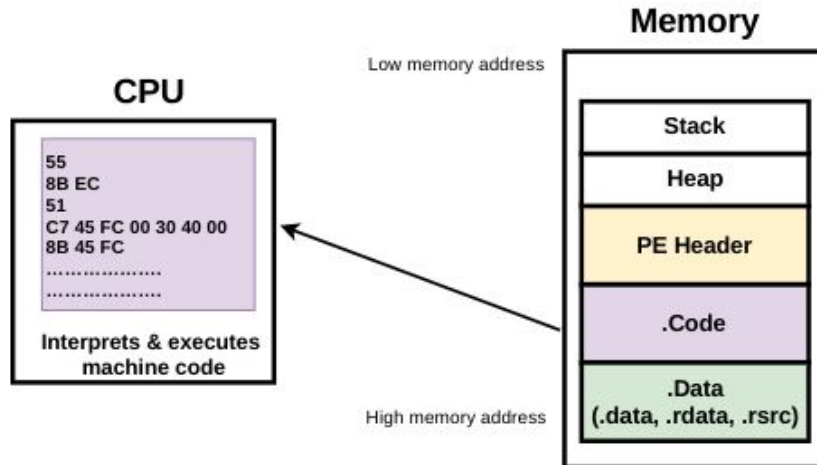 Memory
Low memory address
CPU
Stack
55
8B EC
51
C7 45 FC 00 30 40 00
8B 45 FC
...................
...................
Heap
PE Header
.Code
Interprets & executes
machine code
.Data
(.data, .rdata, .rsrc)
High memory address